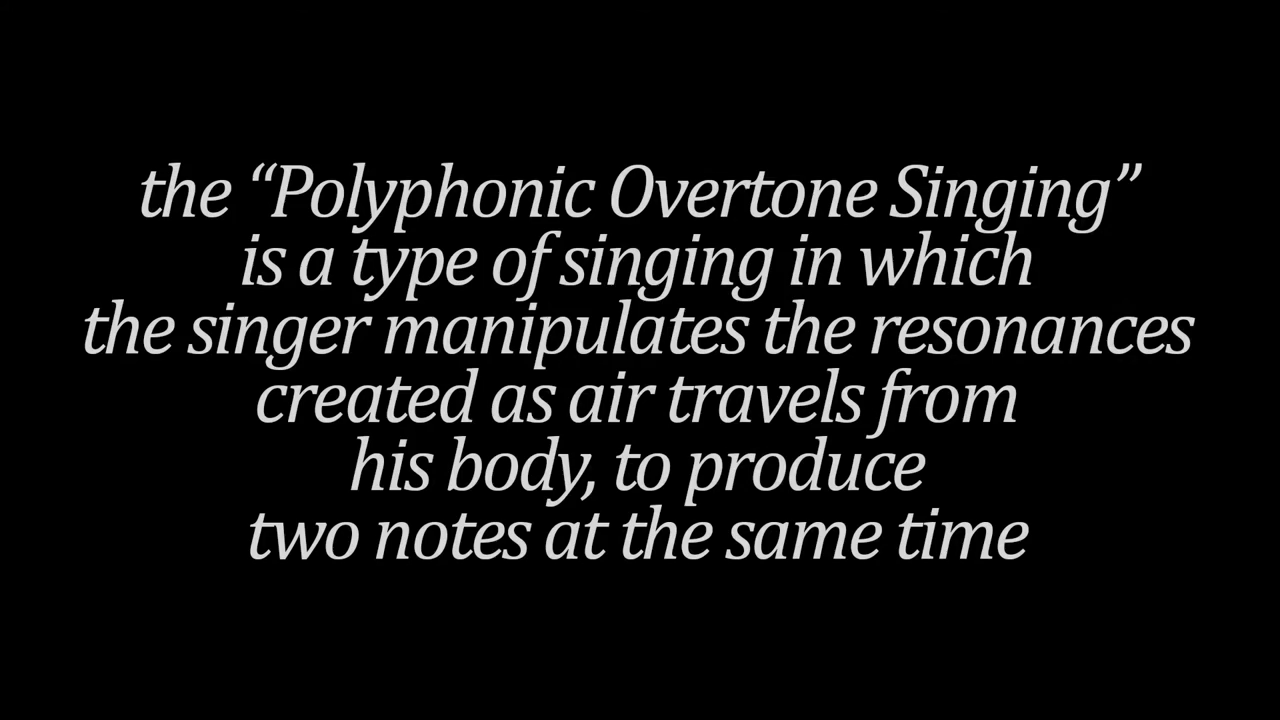 the “Polyphonic Overtone Singing”
is a type of singing in which
the singer manipulates the resonances
created as air travels from
his body, to produce
two notes at the same time